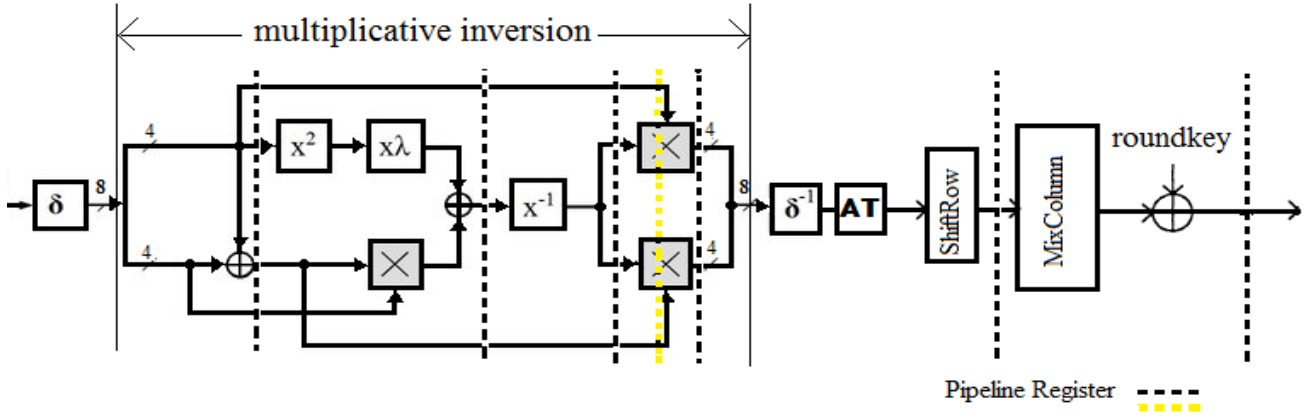 multiplicative inversion
4
4
8
δ
x²
xλ
x⁻¹
×
×
×
4
4
8
δ⁻¹
AT
ShiftRow
MixColumn
roundkey
Pipeline Register